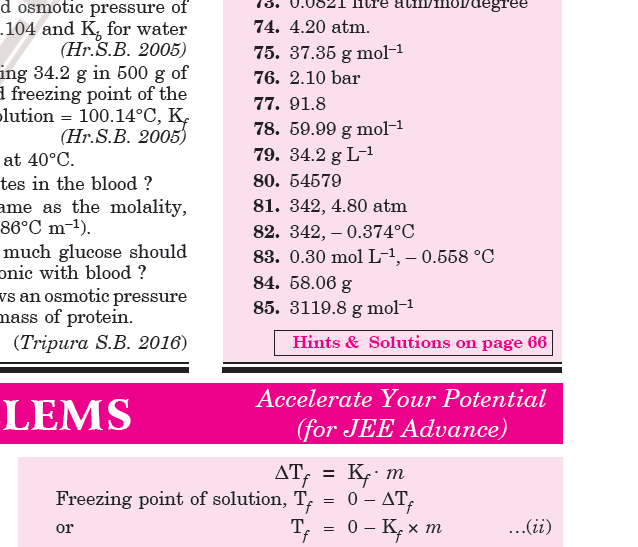 d osmotic pressure of
.104 and K_b for water
(Hr.S.B. 2005)
ing 34.2 g in 500 g of
d freezing point of the
olution = 100.14°C, K_f
(Hr.S.B. 2005)
at 40°C.
tes in the blood ?
ame as the molality,
86°C m⁻¹).
much glucose should
onic with blood ?
ws an osmotic pressure
mass of protein.
(Tripura S.B. 2016)
73. 0.0821 litre atm/mol/degree
74. 4.20 atm.
75. 37.35 g mol⁻¹
76. 2.10 bar
77. 91.8
78. 59.99 g mol⁻¹
79. 34.2 g L⁻¹
80. 54579
81. 342, 4.80 atm
82. 342, – 0.374°C
83. 0.30 mol L⁻¹, – 0.558 °C
84. 58.06 g
85. 3119.8 g mol⁻¹
Hints & Solutions on page 66
LEMS
Accelerate Your Potential
(for JEE Advance)
ΔT_f = K_f · m
Freezing point of solution, T_f = 0 – ΔT_f
or T_f = 0 – K_f × m ...(ii)